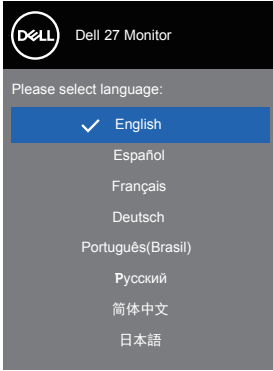 DELL
Dell 27 Monitor
Please select language:
English
Español
Français
Deutsch
Português(Brasil)
Русский
简体中文
日本語